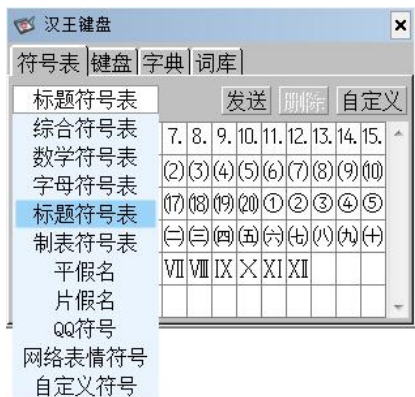 汉王键盘
符号表 键盘 字典 词库
标题符号表 发送 删除 自定义
综合符号表
数学符号表
字母符号表
标题符号表
制表符号表
平假名
片假名
QQ符号
网络表情符号
自定义符号
7. 8. 9. 10. 11. 12. 13. 14. 15.
⑵ ⑶ ⑷ ⑸ ⑹ ⑺ ⑻ ⑼ ⑽
⒄ ⒅ ⒆ ⒇ ① ② ③ ④ ⑤
㈡ ㈢ ㈣ ㈤ ㈥ ㈦ ㈧ ㈨ ㈩
Ⅶ Ⅷ Ⅸ Ⅹ Ⅺ Ⅻ